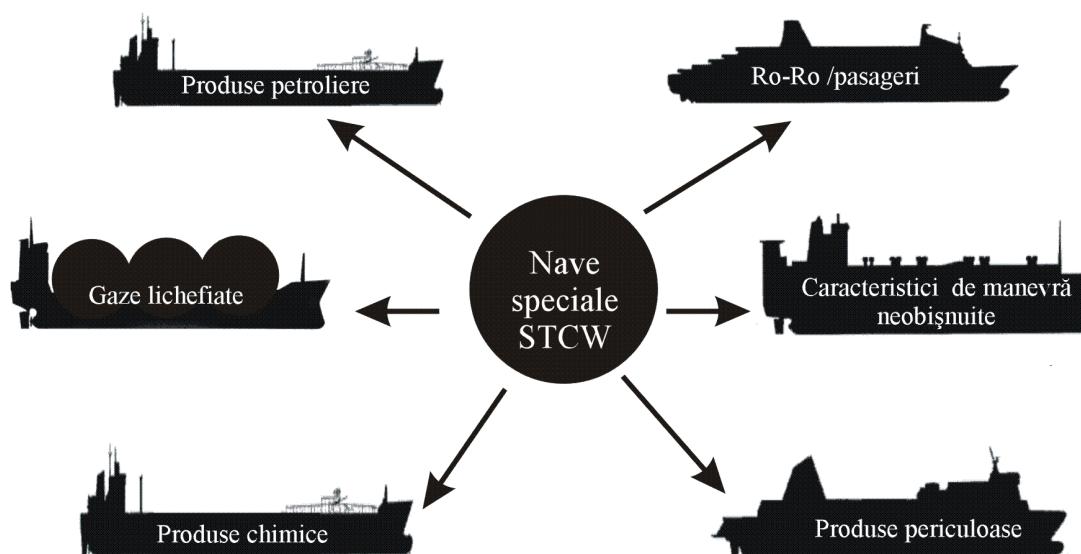 Produse petroliere
Ro-Ro /pasageri
Nave
speciale
STCW
Gaze lichefiate
Caracteristici de manevră
neobişnuite
Produse chimice
Produse periculoase